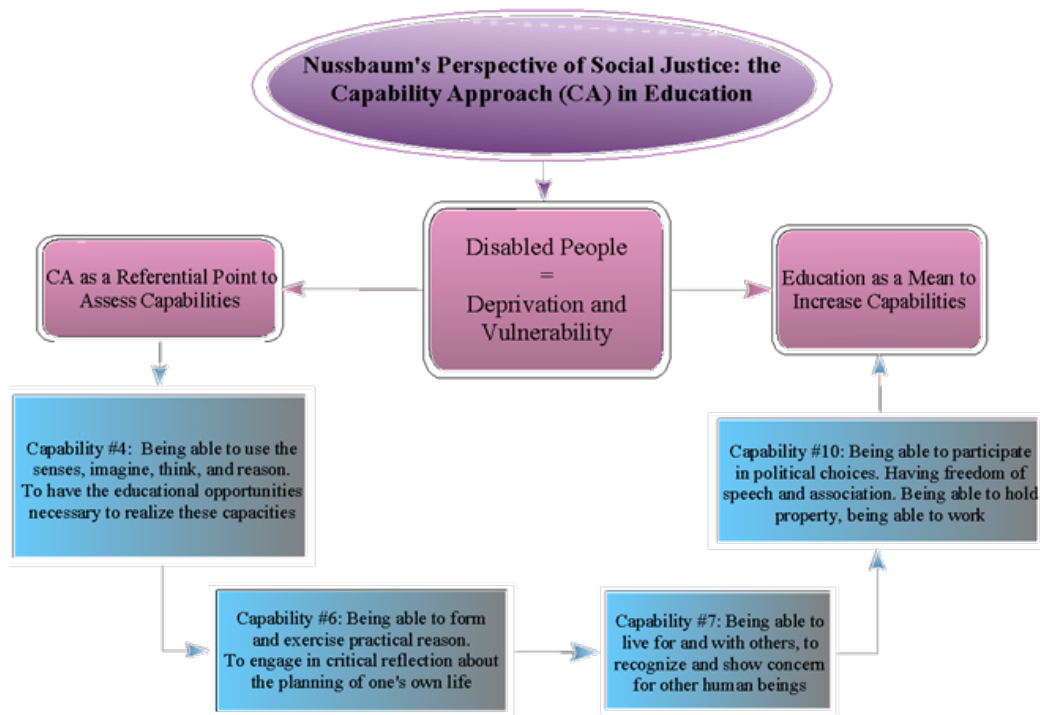 Nussbaum's Perspective of Social Justice: the
Capability Approach (CA) in Education
Disabled People
=
Deprivation and
Vulnerability
CA as a Referential Point to
Assess Capabilities
Education as a Mean to
Increase Capabilities
Capability #4: Being able to use the
senses, imagine, think, and reason.
To have the educational opportunities
necessary to realize these capacities
Capability #6: Being able to form
and exercise practical reason.
To engage in critical reflection about
the planning of one's own life
Capability #7: Being able to
live for and with others, to
recognize and show concern
for other human beings
Capability #10: Being able to participate
in political choices. Having freedom of
speech and association. Being able to hold
property, being able to work